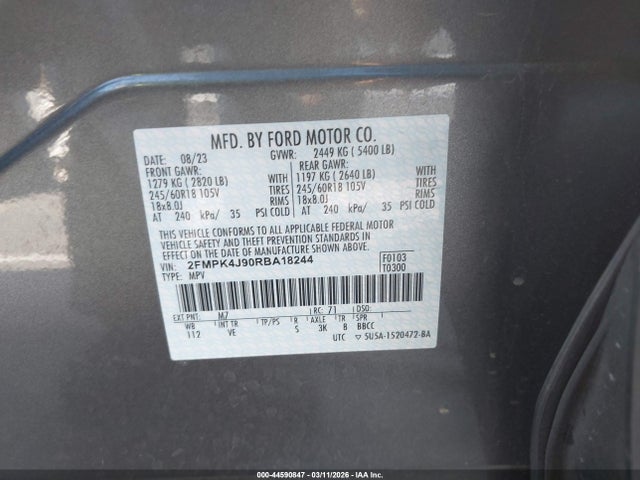 MFD. BY FORD MOTOR CO.
DATE: 08/23 GVWR: 2449 KG ( 5400 LB)
FRONT GAWR: REAR GAWR:
1279 KG ( 2820 LB) WITH 1197 KG ( 2640 LB) WITH
245/60R18 105V TIRES 245/60R18 105V TIRES
18x8.0J RIMS 18x8.0J RIMS
AT 240 kPa/ 35 PSI COLD AT 240 kPa/ 35 PSI COLD
THIS VEHICLE CONFORMS TO ALL APPLICABLE FEDERAL MOTOR
VEHICLE SAFETY AND THEFT PREVENTION STANDARDS IN
EFFECT ON THE DATE OF MANUFACTURE SHOWN ABOVE.
VIN: 2FMPK4J90RBA18244 F0103
TYPE: MPV T0300
EXT PNT: M7 RC: 71 DSO:
WB INT TR TP/PS R AXLE TR SPR
112 VE S 3K B BBCC
UTC ▽ 5U5A-1520472-BA
000-44590847 - 03/11/2026 - IAA Inc.